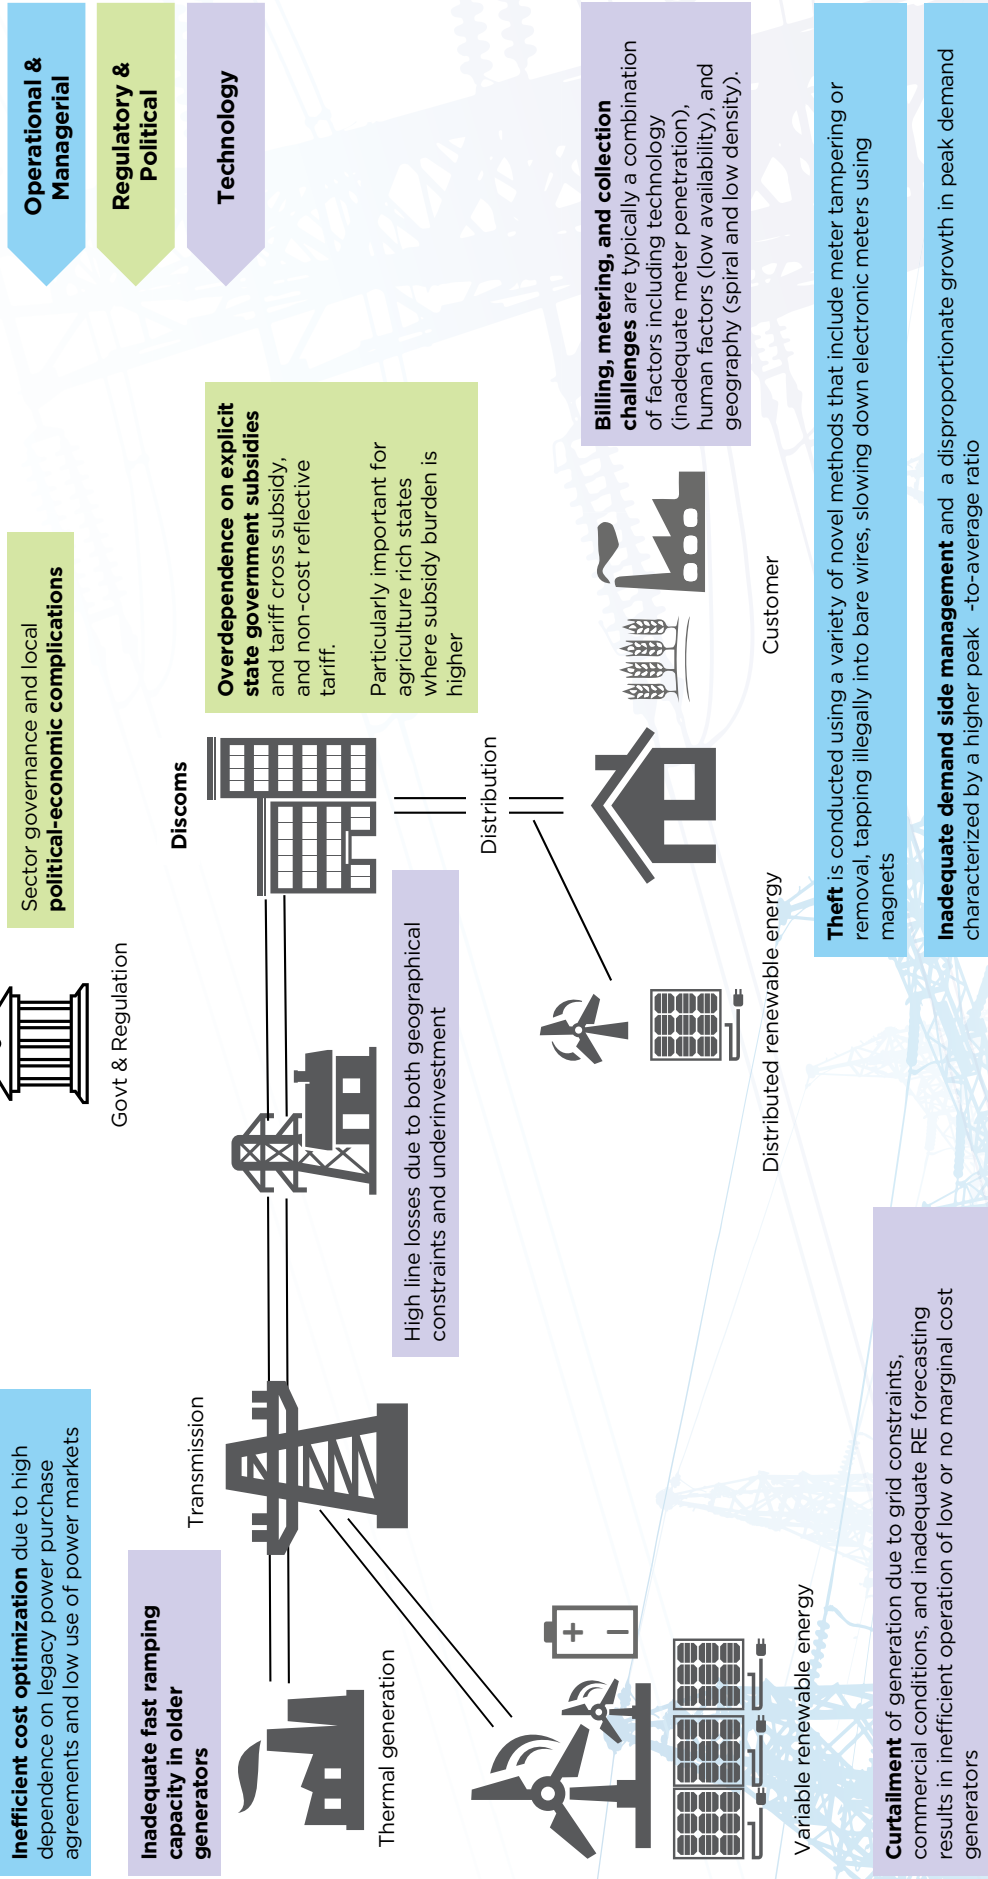 Inefficient cost optimization due to high
dependence on legacy power purchase
agreements and low use of power markets
Sector governance and local
political-economic complications
Operational &
Managerial
Regulatory &
Political
Technology
Govt & Regulation
Inadequate fast ramping
capacity in older
generators
Transmission
Discoms
Overdependence on explicit
state government subsidies
and tariff cross subsidy,
and non-cost reflective
tariff.
Particularly important for
agriculture rich states
where subsidy burden is
higher
Thermal generation
High line losses due to both geographical
constraints and underinvestment
Distribution
Billing, metering, and collection
challenges are typically a combination
of factors including technology
(inadequate meter penetration),
human factors (low availability), and
geography (spiral and low density).
Variable renewable energy
Distributed renewable energy
Customer
Curtailment of generation due to grid constraints,
commercial conditions, and inadequate RE forecasting
results in inefficient operation of low or no marginal cost
generators
Theft is conducted using a variety of novel methods that include meter tampering or
removal, tapping illegally into bare wires, slowing down electronic meters using
magnets
Inadequate demand side management and a disproportionate growth in peak demand
characterized by a higher peak -to-average ratio